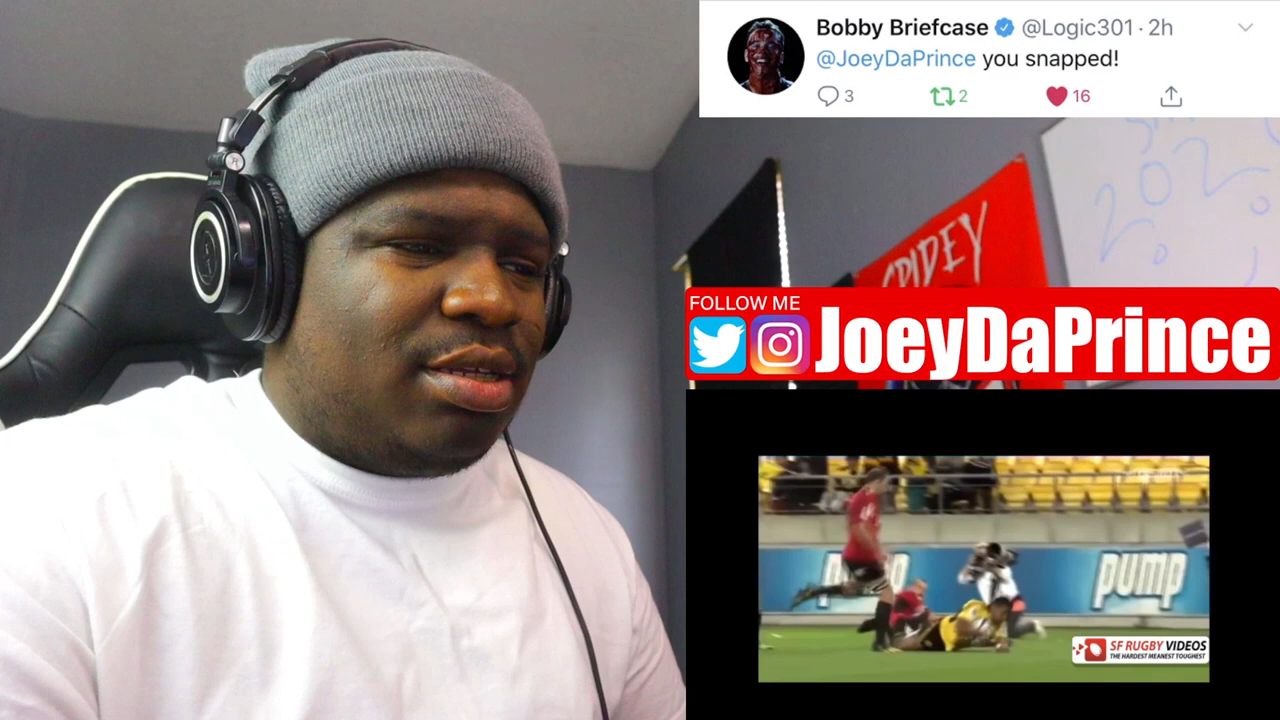 Bobby Briefcase @Logic301 · 2h
@JoeyDaPrince you snapped!
3 2 16
SPIDEY
202
FOLLOW ME
JoeyDaPrince
pump
SF RUGBY VIDEOS
THE HARDEST MEANEST TOUGHEST